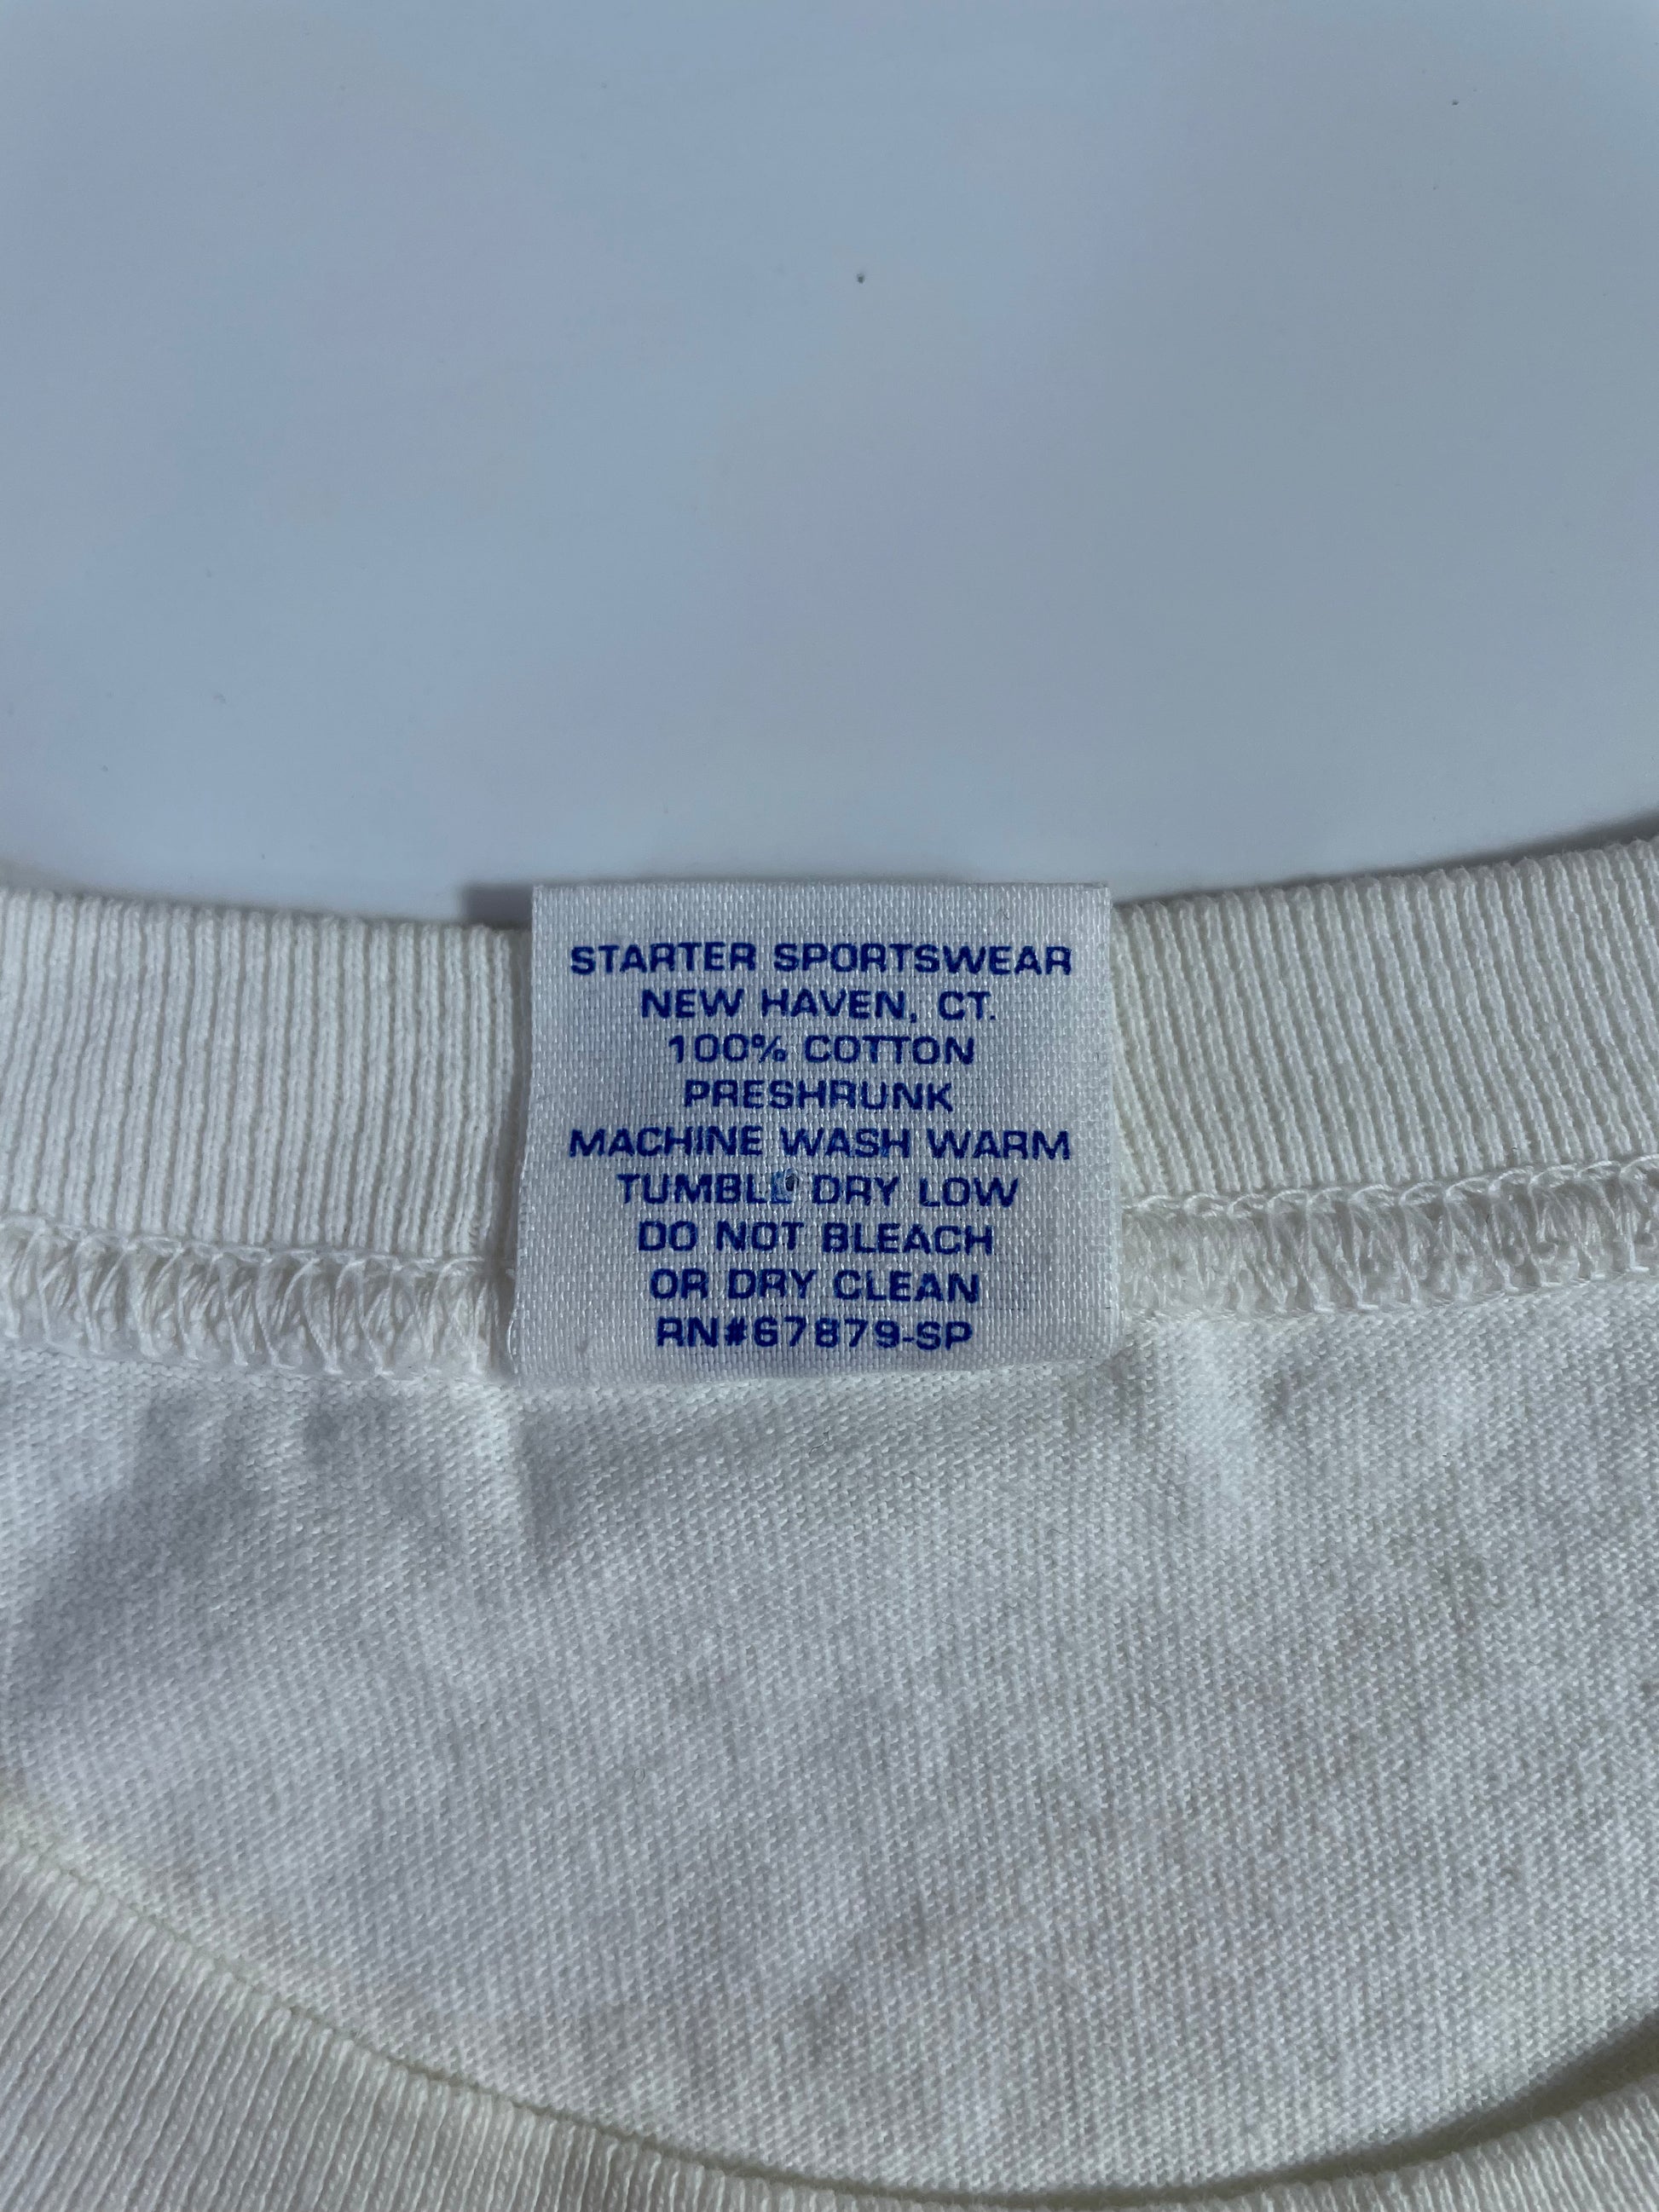 STARTER SPORTSWEAR
NEW HAVEN, CT.
100% COTTON
PRESHRUNK
MACHINE WASH WARM
TUMBLE DRY LOW
DO NOT BLEACH
OR DRY CLEAN
RN#67879-SP